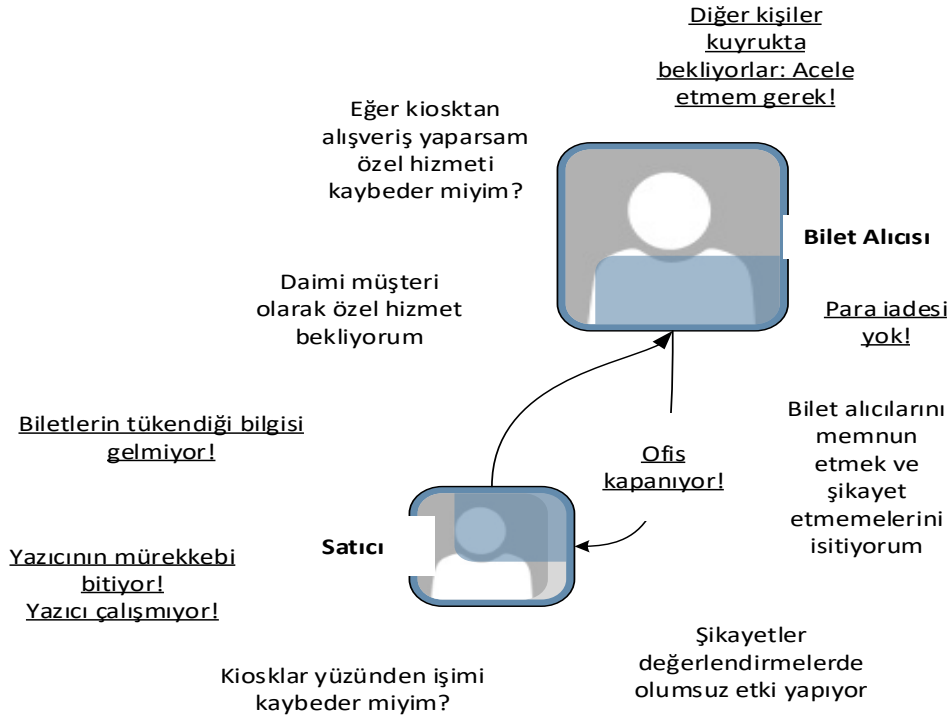 Diğer kişiler
kuyrukta
bekliyorlar: Acele
etmem gerek!
Eğer kiosktan
alışveriş yaparsam
özel hizmeti
kaybeder miyim?
Bilet Alıcısı
Daimi müşteri
olarak özel hizmet
bekliyorum
Para iadesi
yok!
Biletlerin tükendiği bilgisi
gelmiyor!
Bilet alıcılarını
memnun
etmek ve
şikayet
etmemelerini
isitiyorum
Ofis
kapanıyor!
Satıcı
Yazıcının mürekkebi
bitiyor!
Yazıcı çalışmıyor!
Şikayetler
değerlendirmelerde
olumsuz etki yapıyor
Kiosklar yüzünden işimi
kaybeder miyim?